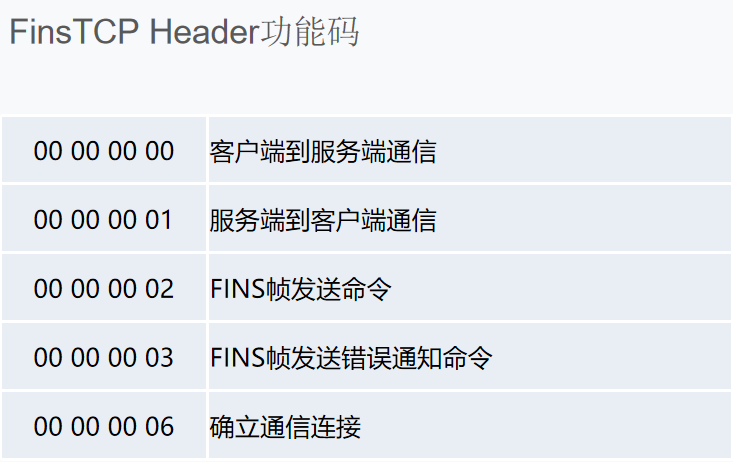 FinsTCP Header功能码
00 00 00 00 客户端到服务端通信
00 00 00 01 服务端到客户端通信
00 00 00 02 FINS帧发送命令
00 00 00 03 FINS帧发送错误通知命令
00 00 00 06 确立通信连接